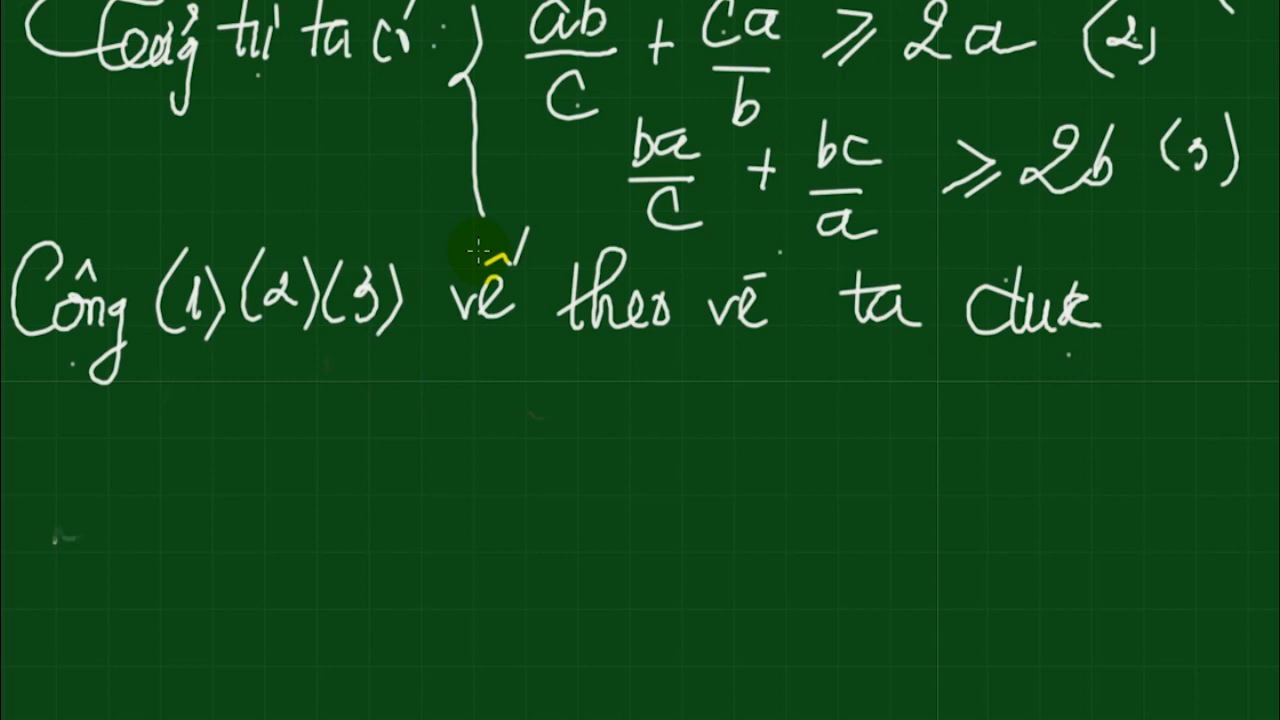 Tương tự ta có: { ab/c + ca/b ⩾ 2a (2)
ba/c + bc/a ⩾ 2b (3)
Công (1) (2) (3) vế theo vế ta được